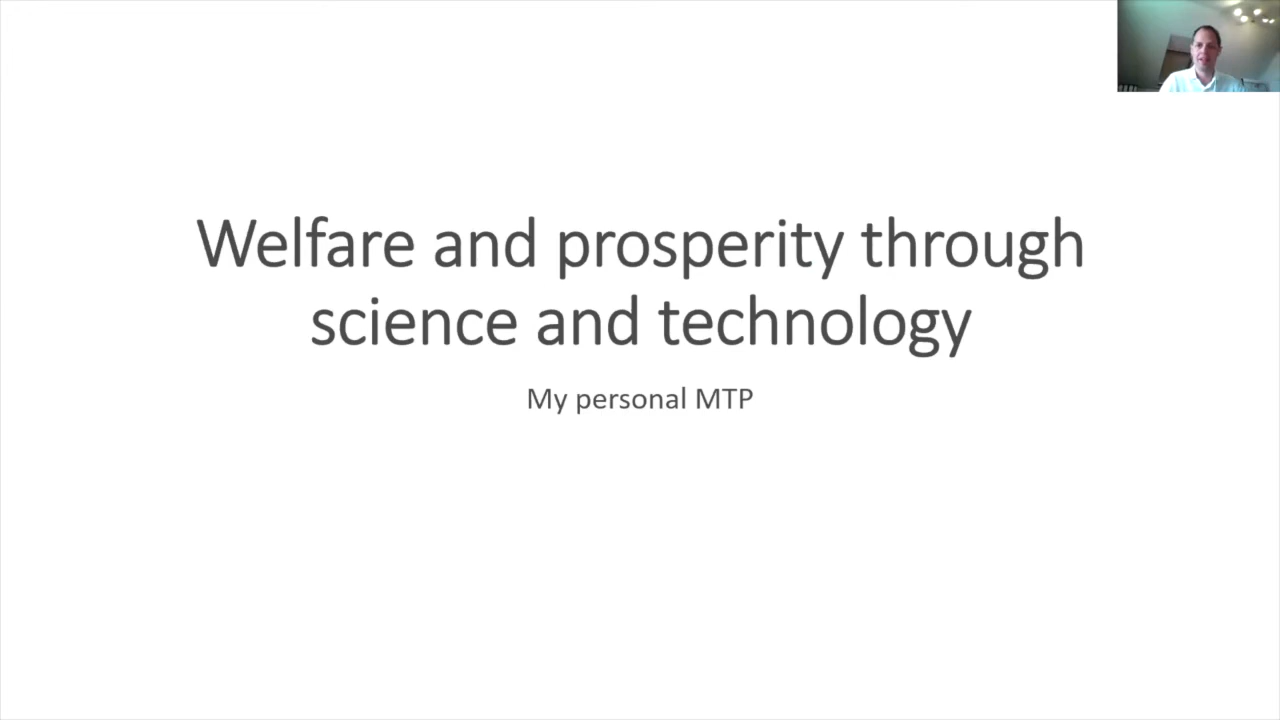 Welfare and prosperity through
science and technology
My personal MTP